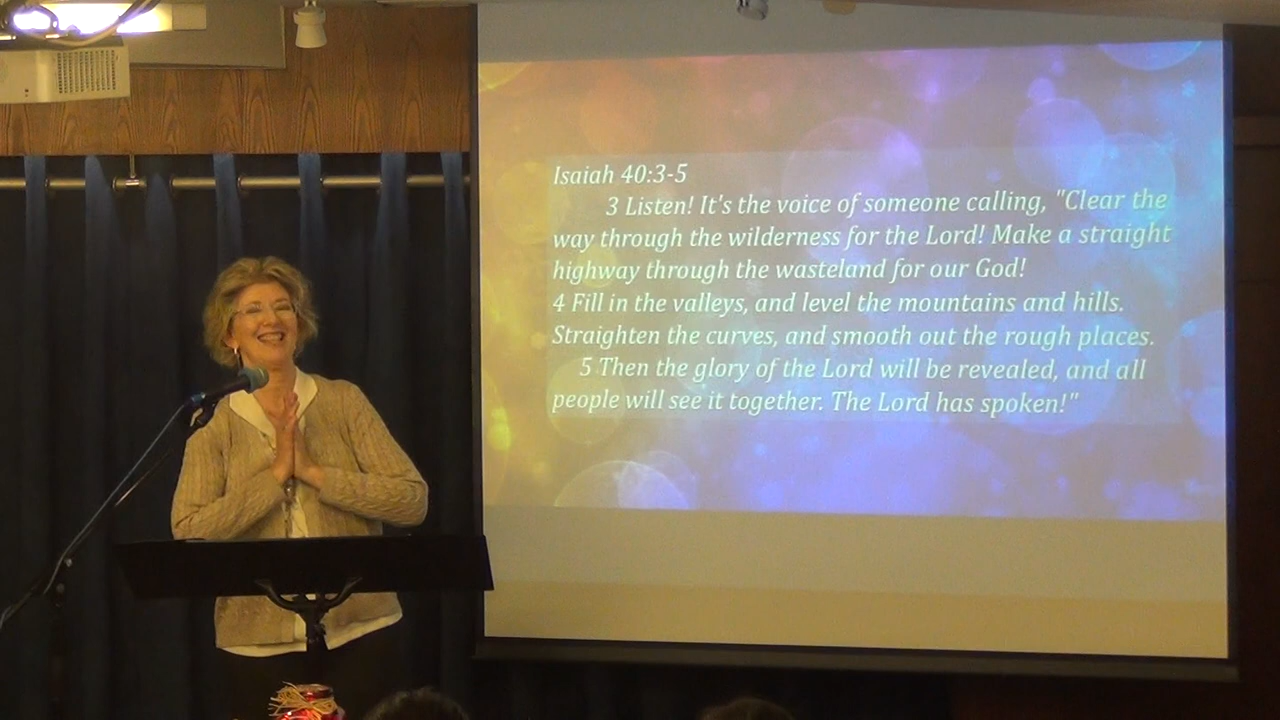 Isaiah 40:3-5
3 Listen! It's the voice of someone calling, "Clear the
way through the wilderness for the Lord! Make a straight
highway through the wasteland for our God!
4 Fill in the valleys, and level the mountains and hills.
Straighten the curves, and smooth out the rough places.
5 Then the glory of the Lord will be revealed, and all
people will see it together. The Lord has spoken!"